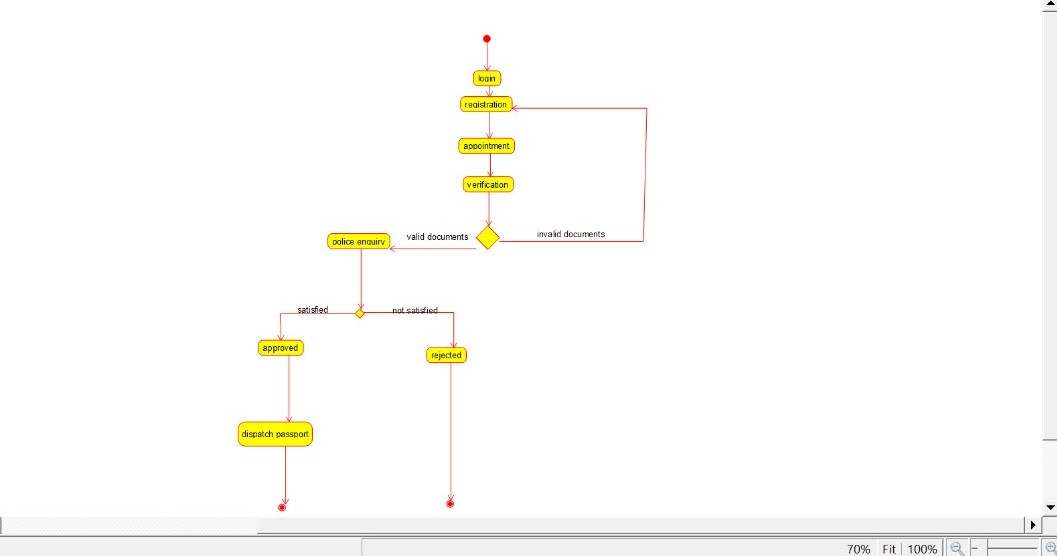 login
registration
appointment
verification
valid documents
invalid documents
police enquiry
satisfied
not satisfied
approved
rejected
dispatch passport
70% Fit 100%